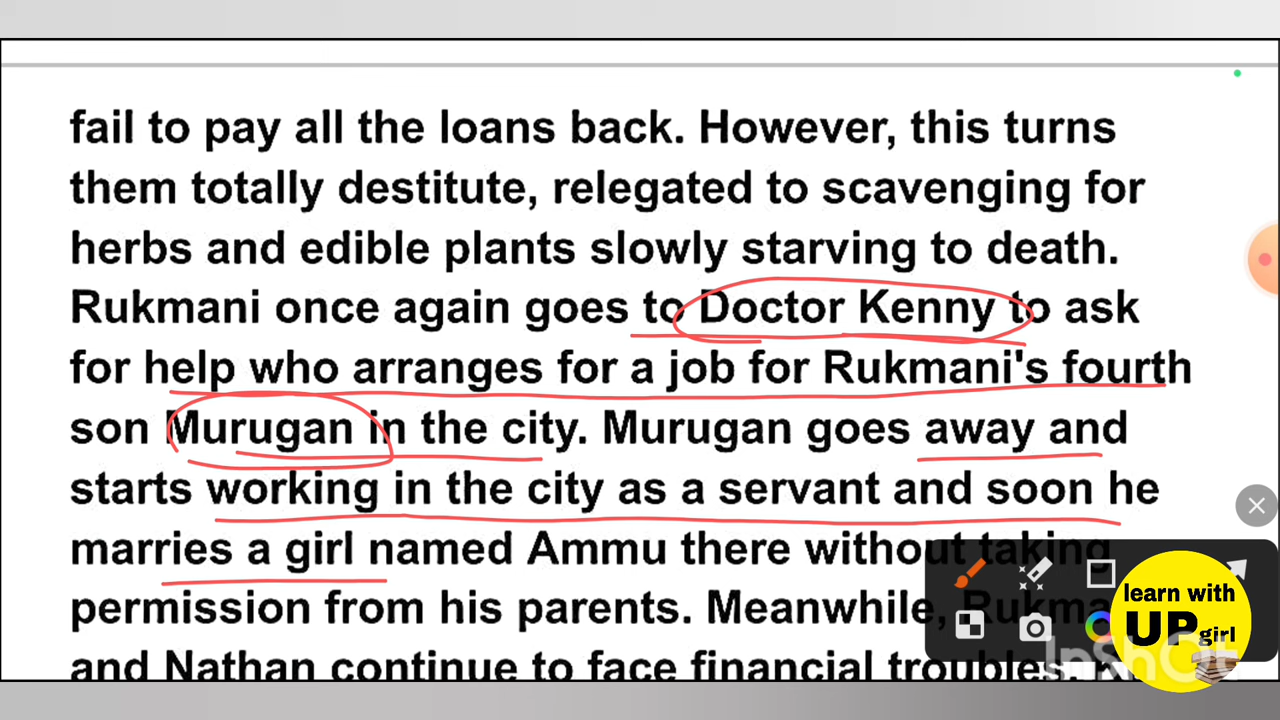 fail to pay all the loans back. However, this turns
them totally destitute, relegated to scavenging for
herbs and edible plants slowly starving to death.
Rukmani once again goes to Doctor Kenny to ask
for help who arranges for a job for Rukmani's fourth
son Murugan in the city. Murugan goes away and
starts working in the city as a servant and soon he
marries a girl named Ammu there without taking
permission from his parents. Meanwhile,
and Nathan continue to face financial troubles
learn with
UP girl
InShOt